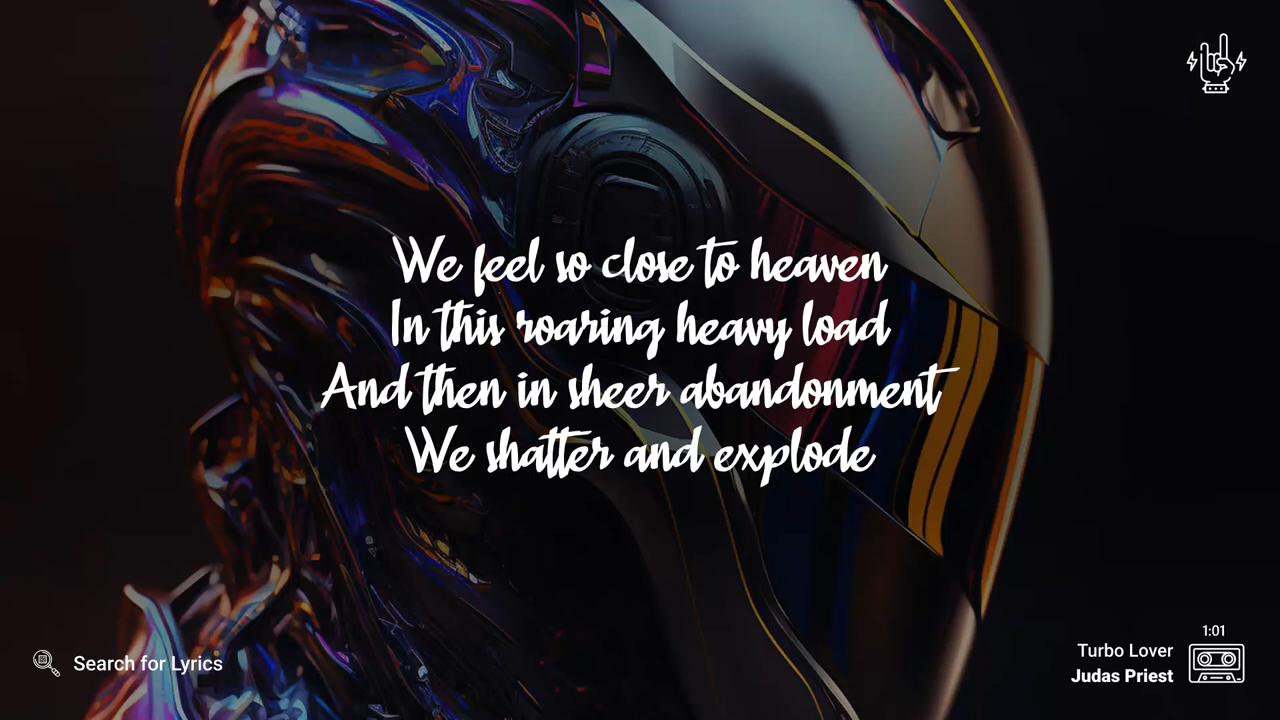 We feel so close to heaven
In this roaring heavy load
And then in sheer abandonment
We shatter and explode
Search for Lyrics
1:01
Turbo Lover
Judas Priest